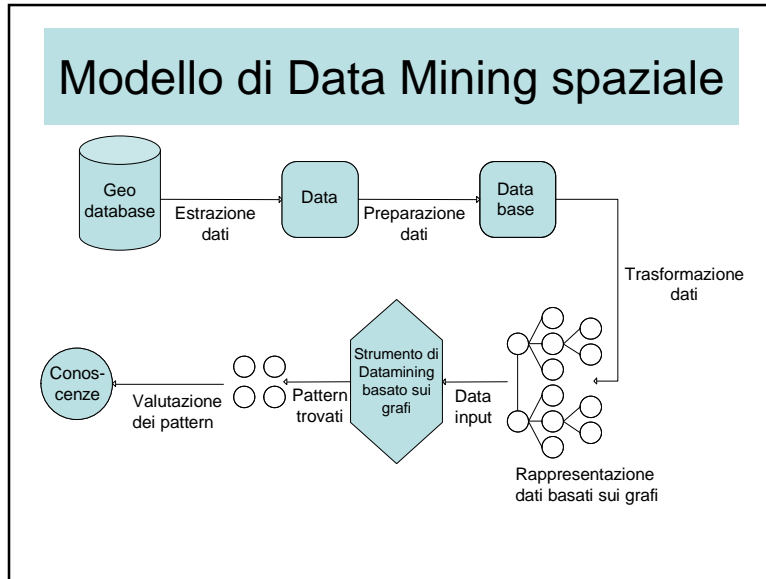 Modello di Data Mining spaziale
Geo
database
Estrazione
dati
Data
Preparazione
dati
Data
base
Trasformazione
dati
Rappresentazione
dati basati sui grafi
Data
input
Strumento di
Datamining
basato sui
grafi
Pattern
trovati
Valutazione
dei pattern
Conos-
cenze